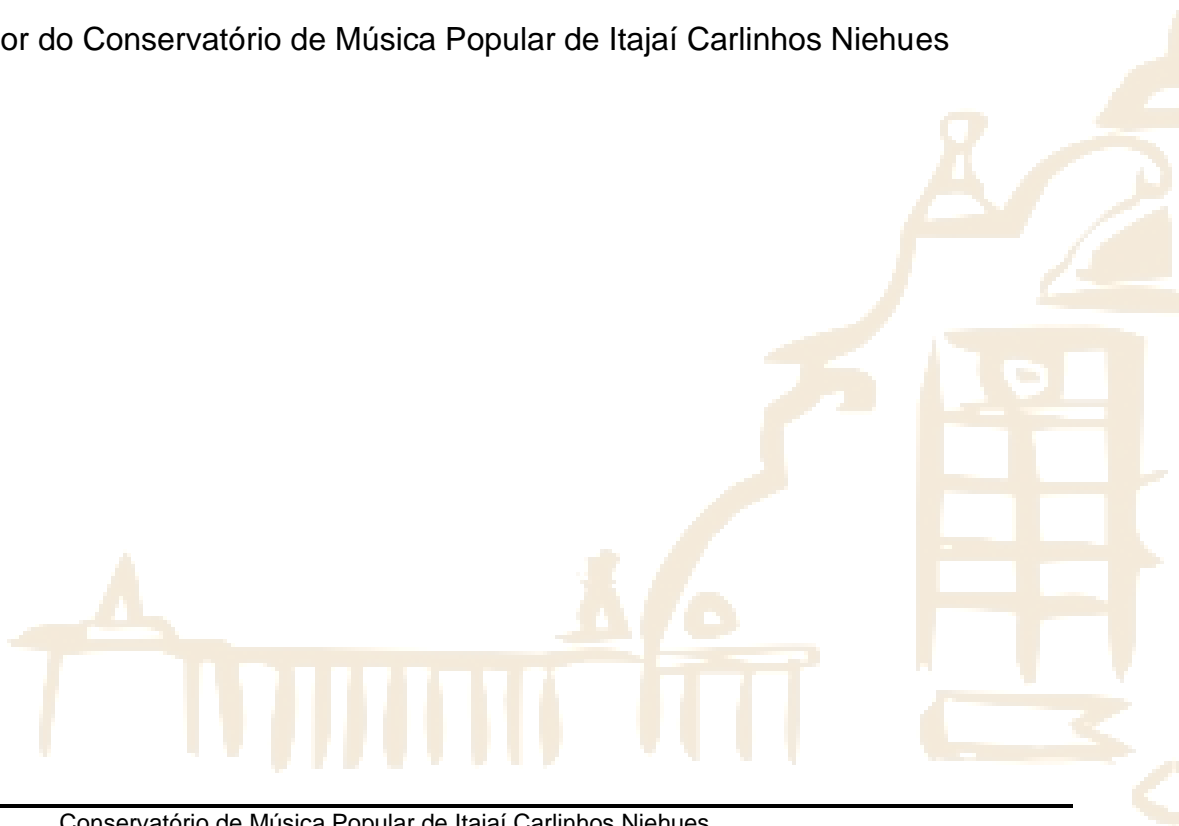 or do Conservatório de Música Popular de Itajaí Carlinhos Niehues
Conservatório de Música Popular de Itajaí Carlinhos Niehues